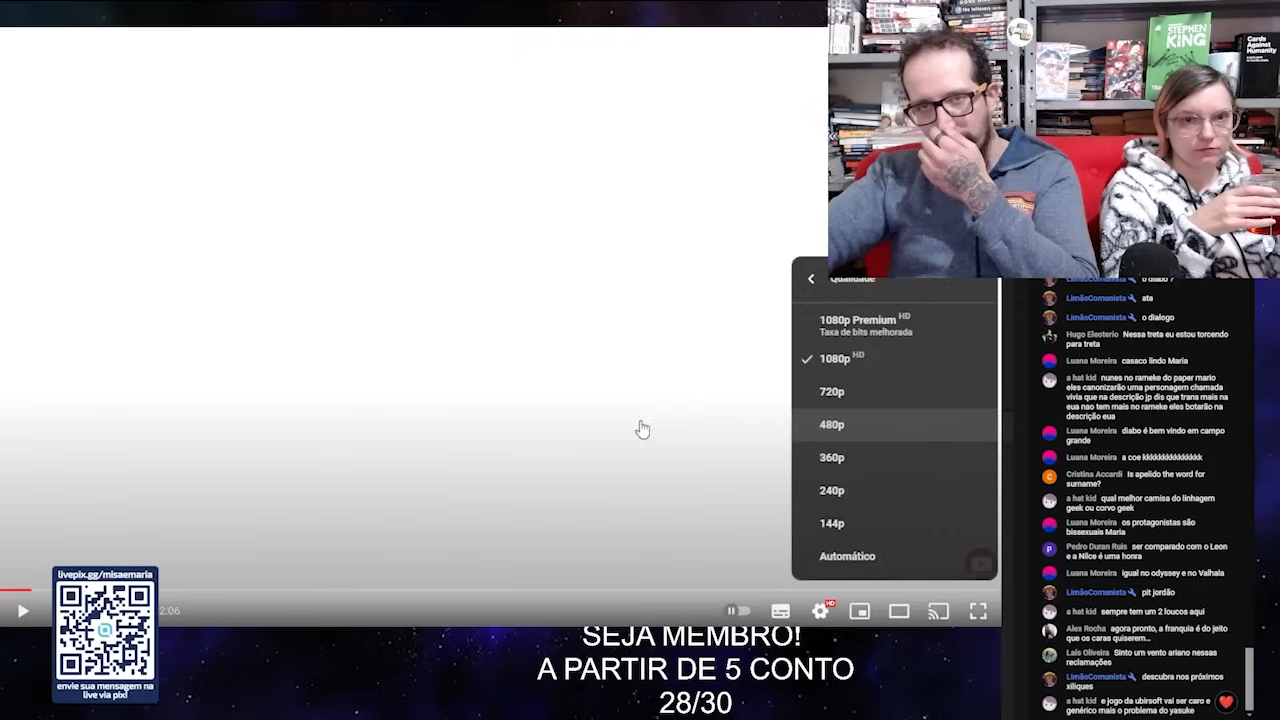 STEPHEN
KING
Cards
Against
Humanity
Qualidade
1080p Premium HD
Taxa de bits melhorada
1080p HD
720p
480p
360p
240p
144p
Automático
2:06
HD
livepix.gg/misaemaria
envie sua mensagem na
live via pix!
SEJA MEMBRO!
A PARTIR DE 5 CONTO
28/30
LimãoComunista o diabo ?
LimãoComunista ata
LimãoComunista o dialogo
Hugo Eleoterio Nessa treta eu estou torcendo
para treta
Luana Moreira casaco lindo Maria
a hat kid nunes no rameke do paper mario
eles canonizarão uma personagem chamada
vivia que na descrição jp dis que trans mais na
eua nao tem mais no rameke eles botarão na
descrição eua
Luana Moreira diabo é bem vindo em campo
grande
Luana Moreira a coe kkkkkkkkkkkkkkk
Cristina Accardi Is apelido the word for
surname?
a hat kid qual melhor camisa do linhagem
geek ou corvo geek
Luana Moreira os protagonistas são
bissexuais Maria
Pedro Duran Ruis ser comparado com o Leon
e a Nilce é uma honra
Luana Moreira igual no odyssey e no Valhala
LimãoComunista pit jordão
a hat kid sempre tem um 2 loucos aqui
Alex Rocha agora pronto, a franquia é do jeito
que os caras quiserem...
Laís Oliveira Sinto um vento ariano nessas
reclamações
LimãoComunista descubra nos próximos
xiliques
a hat kid e jogo da ubirsoft vai ser caro e
genérico mais o problema do yasuke